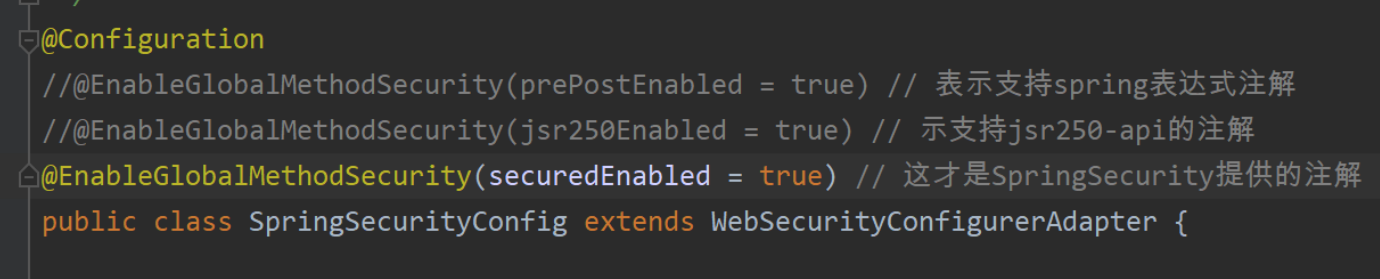 @Configuration
//@EnableGlobalMethodSecurity(prePostEnabled = true) // 表示支持spring表达式注解
//@EnableGlobalMethodSecurity(jsr250Enabled = true) // 示支持jsr250-api的注解
@EnableGlobalMethodSecurity(securedEnabled = true) // 这才是SpringSecurity提供的注解
public class SpringSecurityConfig extends WebSecurityConfigurerAdapter {